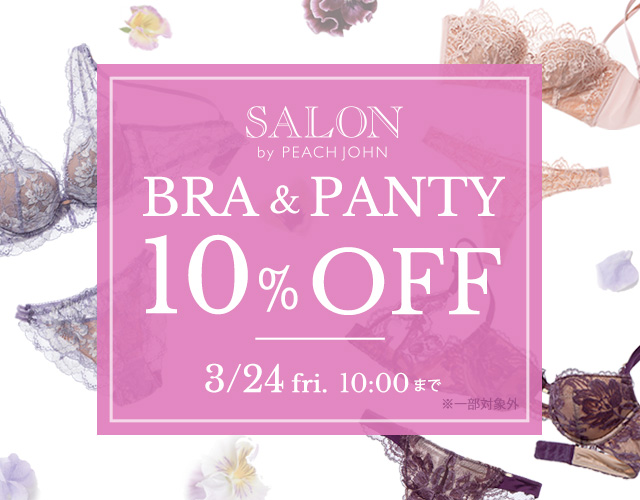 SALON
by PEACH JOHN
BRA & PANTY
10% OFF
3/24 fri. 10:00まで
※一部対象外